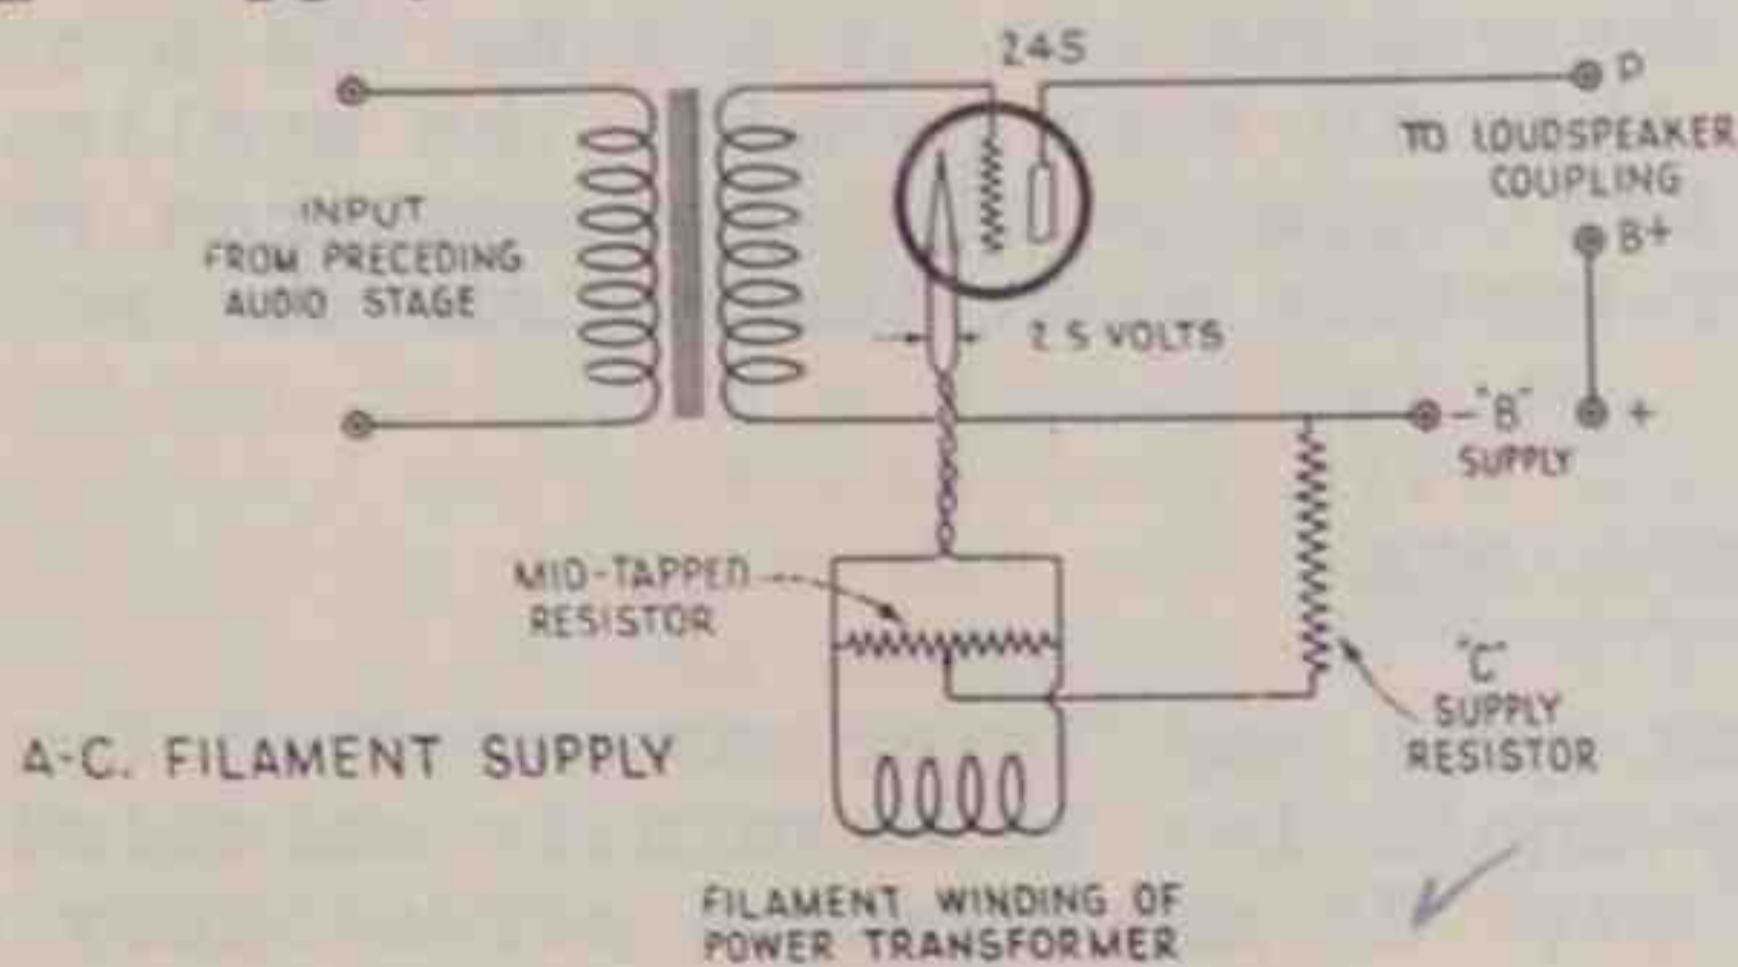 245
P
TO LOUDSPEAKER
COUPLING
B+
INPUT
FROM PRECEDING
AUDIO STAGE
2.5 VOLTS
- "B" +
SUPPLY
MID-TAPPED
RESISTOR
"C"
SUPPLY
RESISTOR
A-C. FILAMENT SUPPLY
FILAMENT WINDING OF
POWER TRANSFORMER